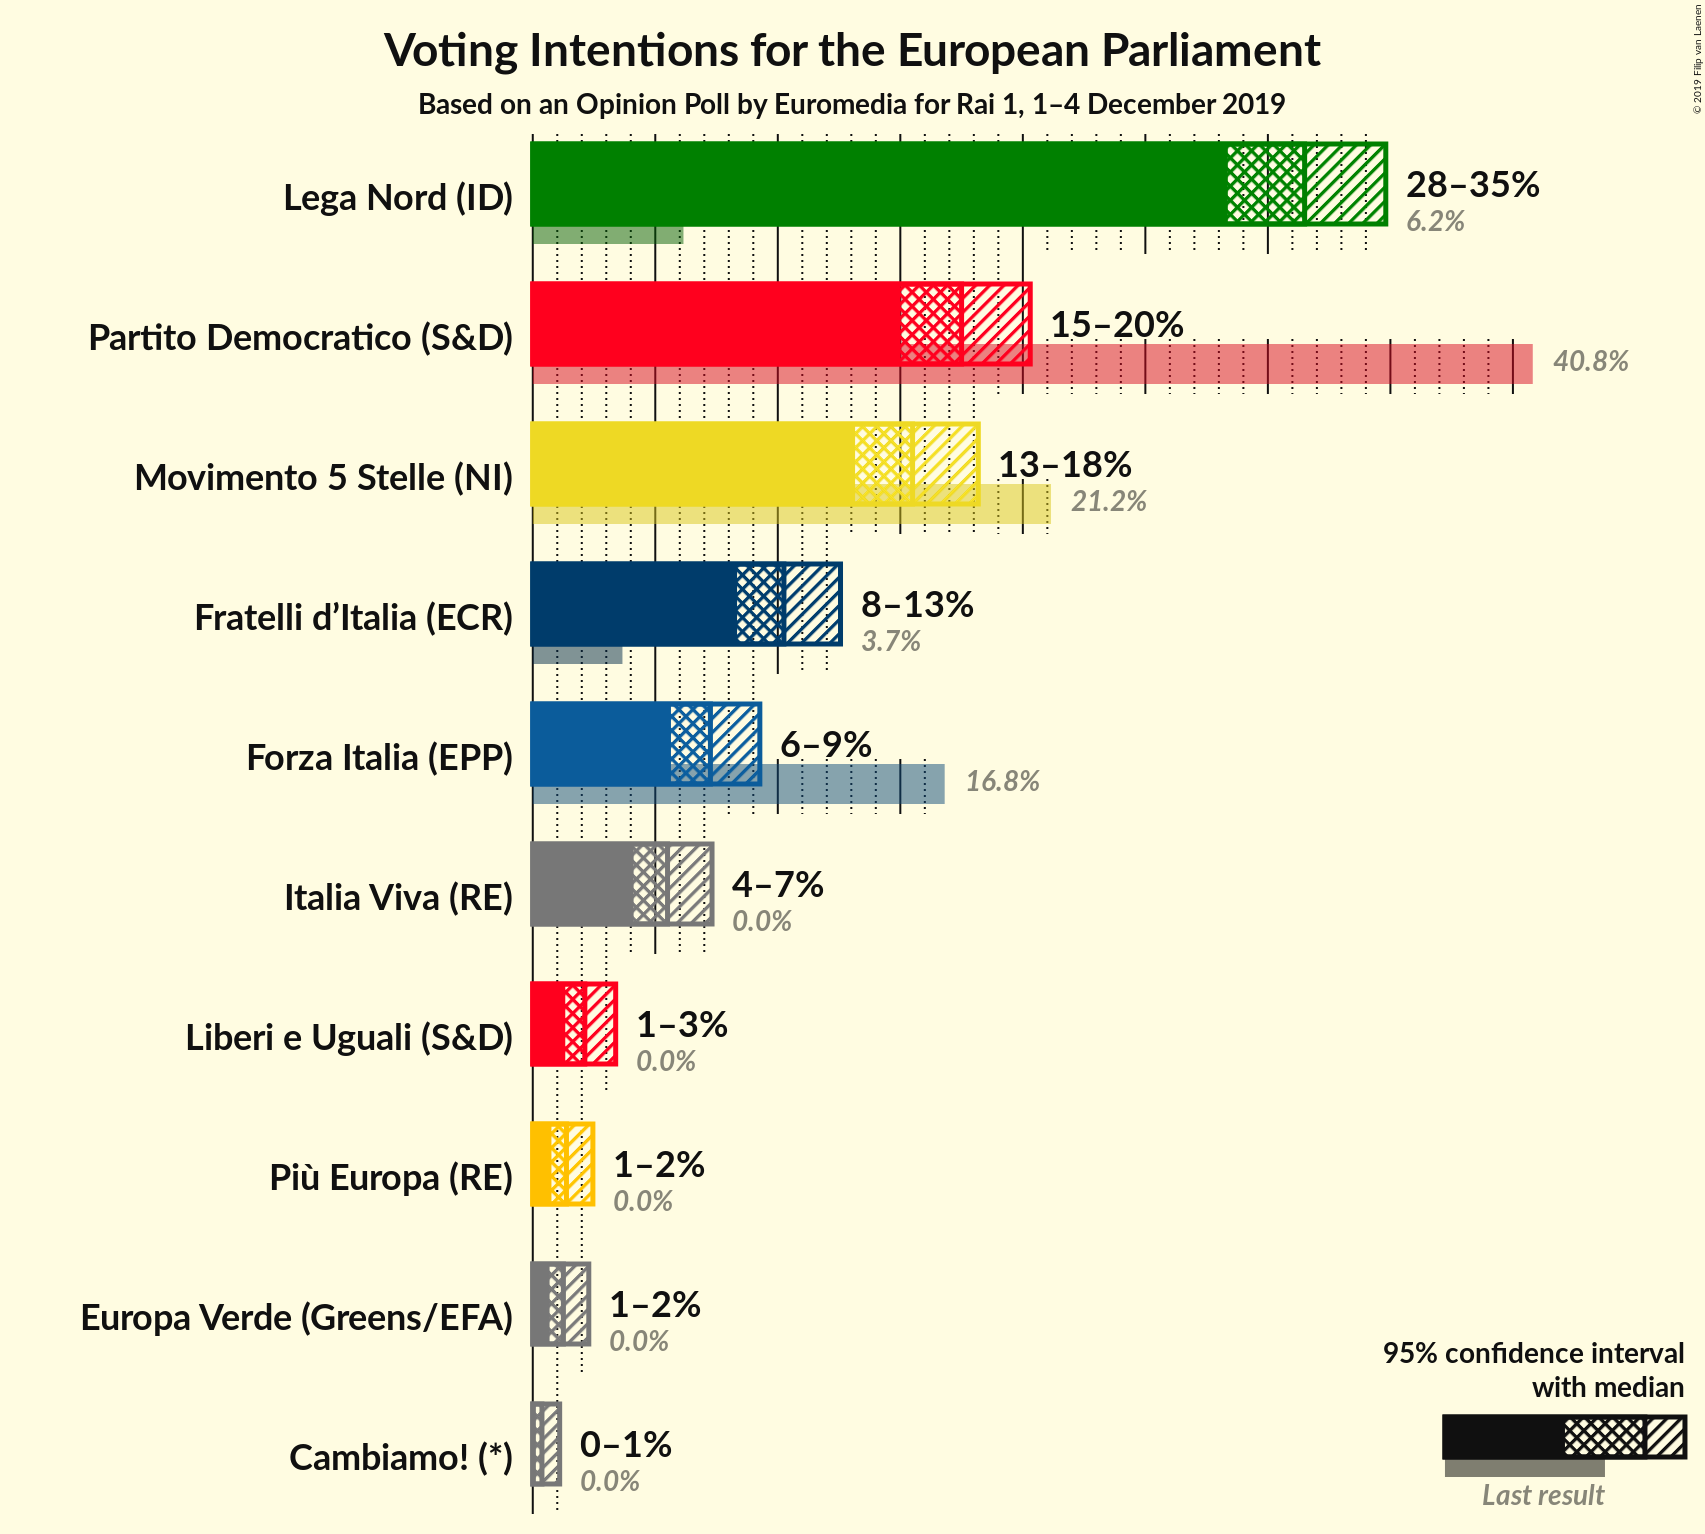 Voting Intentions for the European Parliament
Based on an Opinion Poll by Euromedia for Rai 1, 1–4 December 2019
© 2019 Filip van Laenen
Lega Nord (ID)
28–35%
6.2%
Partito Democratico (S&D)
15–20%
40.8%
Movimento 5 Stelle (NI)
13–18%
21.2%
Fratelli d’Italia (ECR)
8–13%
3.7%
Forza Italia (EPP)
6–9%
16.8%
Italia Viva (RE)
4–7%
0.0%
Liberi e Uguali (S&D)
1–3%
0.0%
Più Europa (RE)
1–2%
0.0%
Europa Verde (Greens/EFA)
1–2%
0.0%
Cambiamo! (*)
0–1%
0.0%
95% confidence interval
with median
Last result